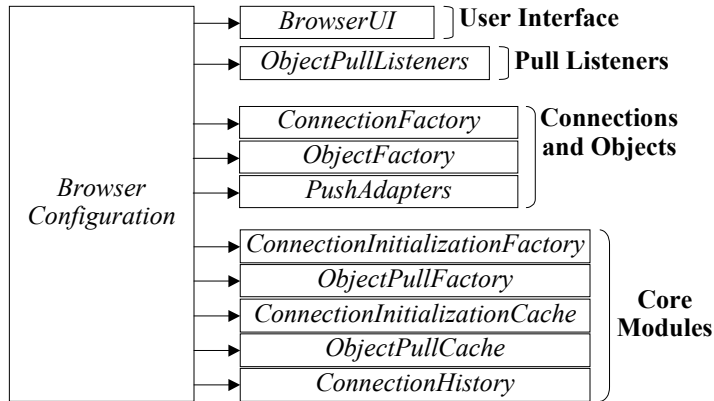 BrowserUI
User Interface
ObjectPullListeners
Pull Listeners
ConnectionFactory
ObjectFactory
PushAdapters
Connections
and Objects
Browser
Configuration
ConnectionInitializationFactory
ObjectPullFactory
ConnectionInitializationCache
ObjectPullCache
ConnectionHistory
Core
Modules